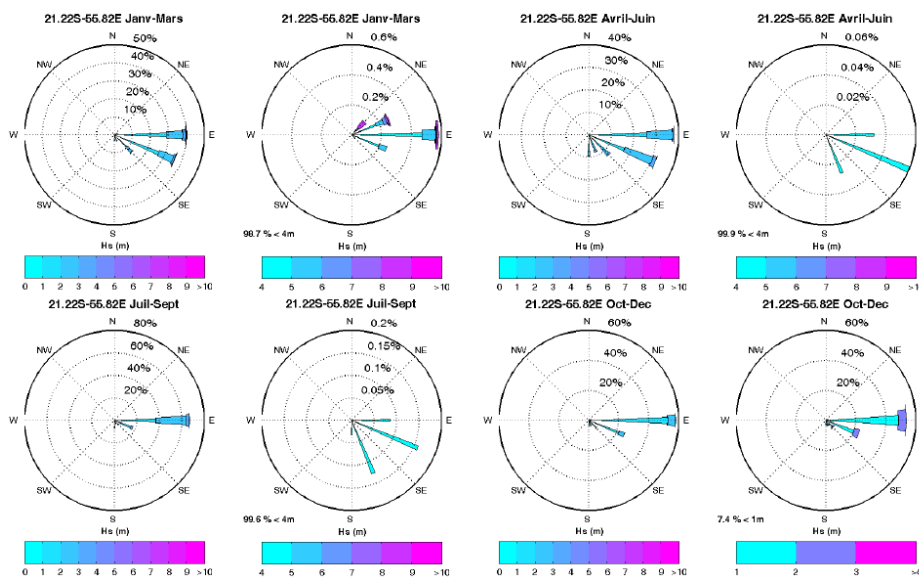 21.22S-55.82E Janv-Mars
N
50%
40%
30%
20%
10%
NW
NE
W
E
SW
SE
S
Hs (m)
0 1 2 3 4 5 6 7 8 9 >10
21.22S-55.82E Janv-Mars
N
0.6%
0.4%
0.2%
NW
NE
W
E
SW
SE
S
98.7 % < 4m
Hs (m)
4 5 6 8 9 >10
21.22S-55.82E Avril-Juin
N
40%
30%
20%
10%
NW
NE
W
E
SW
SE
S
Hs (m)
0 1 2 3 4 5 6 7 8 9 >10
21.22S-55.82E Avril-Juin
N
0.06%
0.04%
0.02%
NW
NE
W
E
SW
SE
S
99.9 % < 4m
Hs (m)
4 5 6 8 9 >1
21.22S-55.82E Juil-Sept
N
80%
60%
40%
20%
NW
NE
W
E
SW
SE
S
Hs (m)
0 1 2 3 4 5 6 7 8 9 >10
21.22S-55.82E Juil-Sept
N
0.2%
0.15%
0.1%
0.05%
NW
NE
W
E
SW
SE
S
99.6 % < 4m
Hs (m)
4 5 6 8 9 >10
21.22S-55.82E Oct-Dec
N
60%
40%
20%
NW
NE
W
E
SW
SE
S
Hs (m)
0 1 2 3 4 5 6 7 8 9 >10
21.22S-55.82E Oct-Dec
N
60%
40%
20%
NW
NE
W
E
SW
SE
S
7.4 % < 1m
Hs (m)
1 2 3